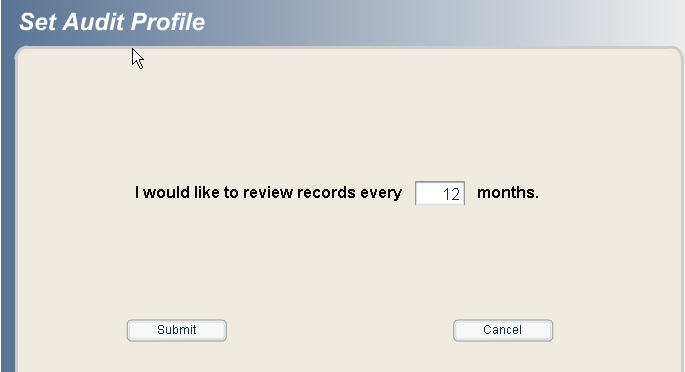 Set Audit Profile
I would like to review records every 12 months.
Submit Cancel